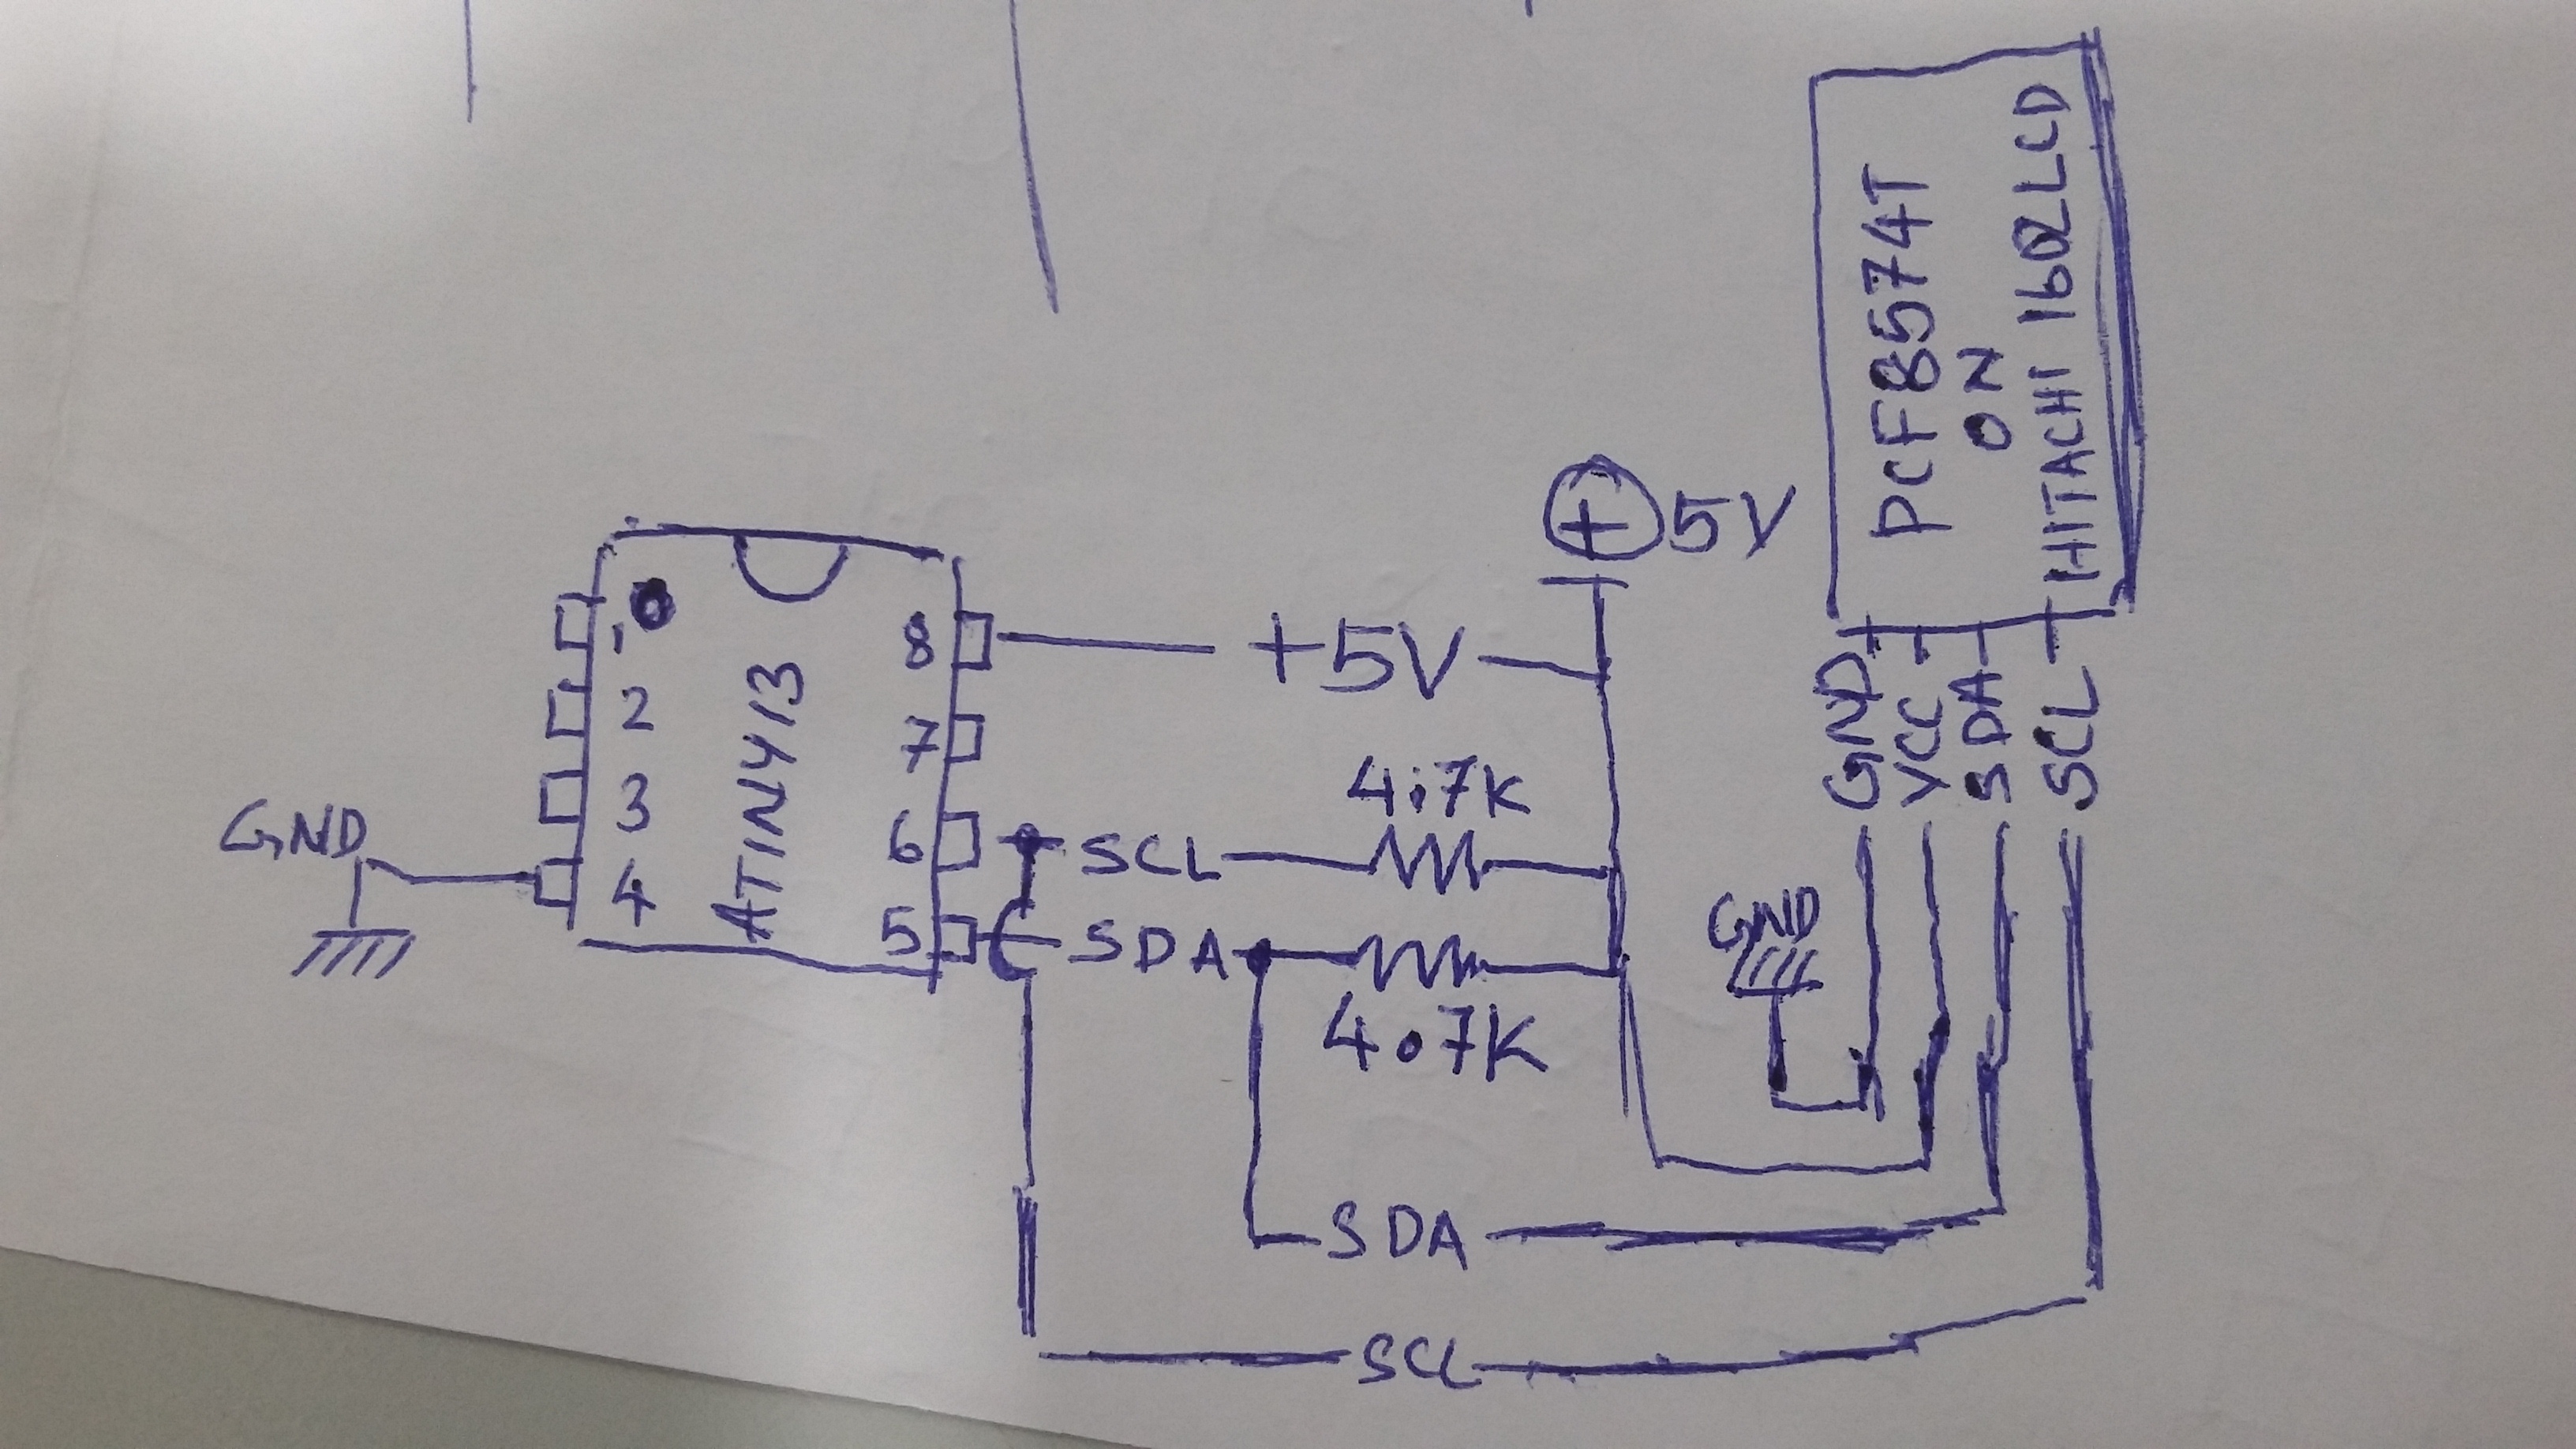 GND
1
2
3
4
ATINY13
8
7
6
5
SCL
SDA
+5V
4.7K
4.7K
SDA
SCL
+
5V
GND
GND
VCC
SDA
SCL
PCF8574T
ON
HITACHI 1602LCD